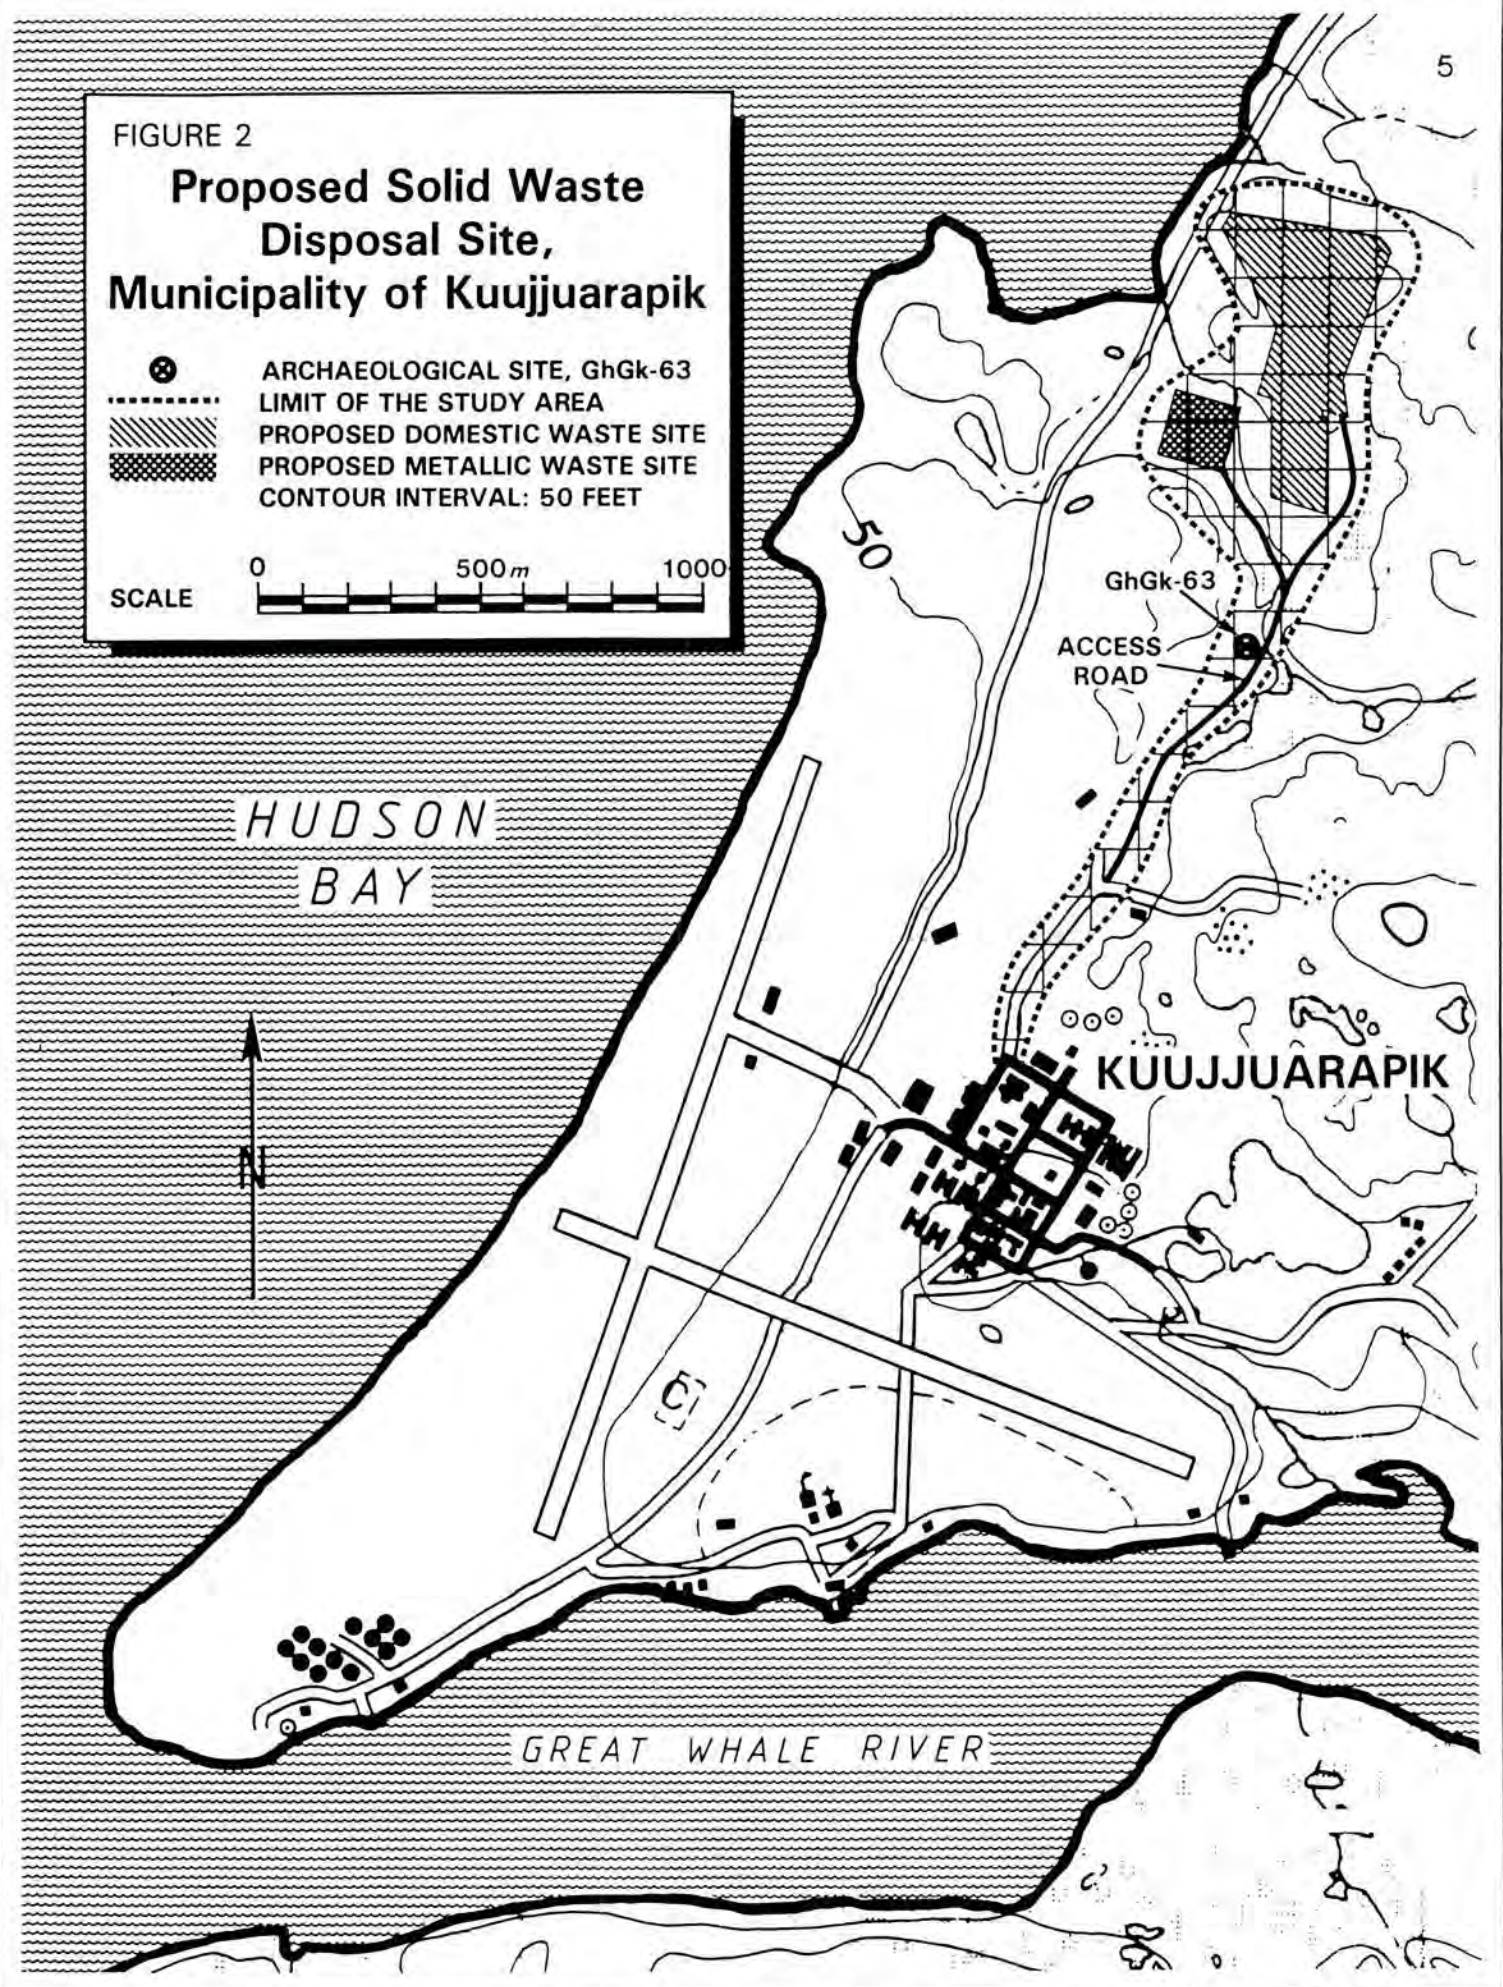 5
FIGURE 2
Proposed Solid Waste
Disposal Site,
Municipality of Kuujjuarapik
ARCHAEOLOGICAL SITE, GhGk-63
LIMIT OF THE STUDY AREA
PROPOSED DOMESTIC WASTE SITE
PROPOSED METALLIC WASTE SITE
CONTOUR INTERVAL: 50 FEET
0 500m 1000
SCALE
50
GhGk-63
ACCESS
ROAD
HUDSON
BAY
N
KUUJJUARAPIK
GREAT WHALE RIVER